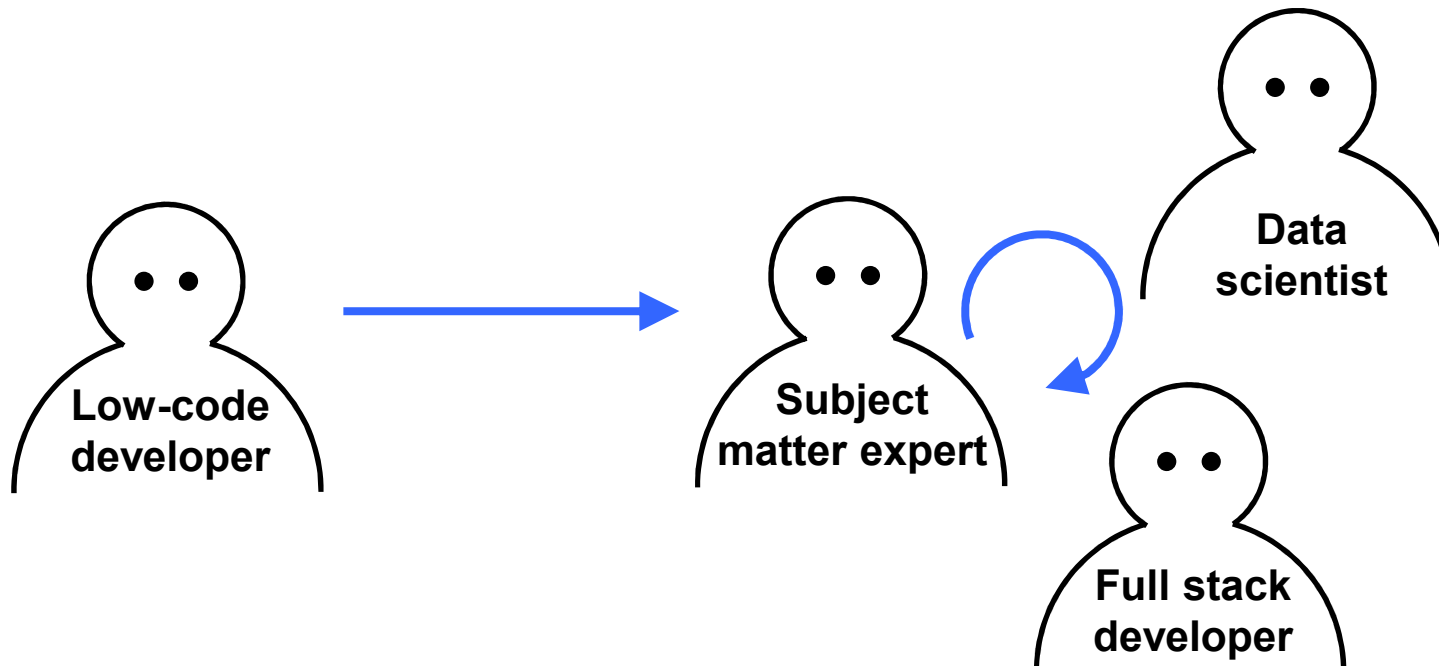 Low-code
developer
Subject
matter expert
Data
scientist
Full stack
developer